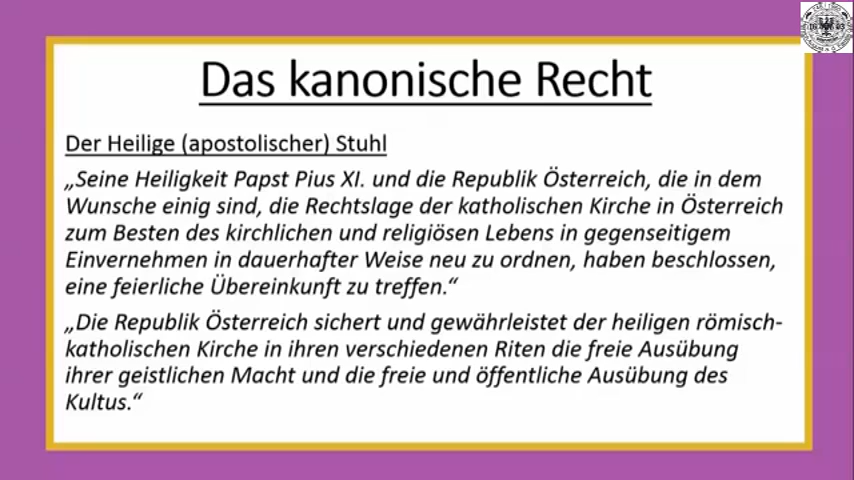 Das kanonische Recht
Der Heilige (apostolischer) Stuhl
„Seine Heiligkeit Papst Pius XI. und die Republik Österreich, die in dem
Wunsche einig sind, die Rechtslage der katholischen Kirche in Österreich
zum Besten des kirchlichen und religiösen Lebens in gegenseitigem
Einvernehmen in dauerhafter Weise neu zu ordnen, haben beschlossen,
eine feierliche Übereinkunft zu treffen.“
„Die Republik Österreich sichert und gewährleistet der heiligen römisch-
katholischen Kirche in ihren verschiedenen Riten die freie Ausübung
ihrer geistlichen Macht und die freie und öffentliche Ausübung des
Kultus.“